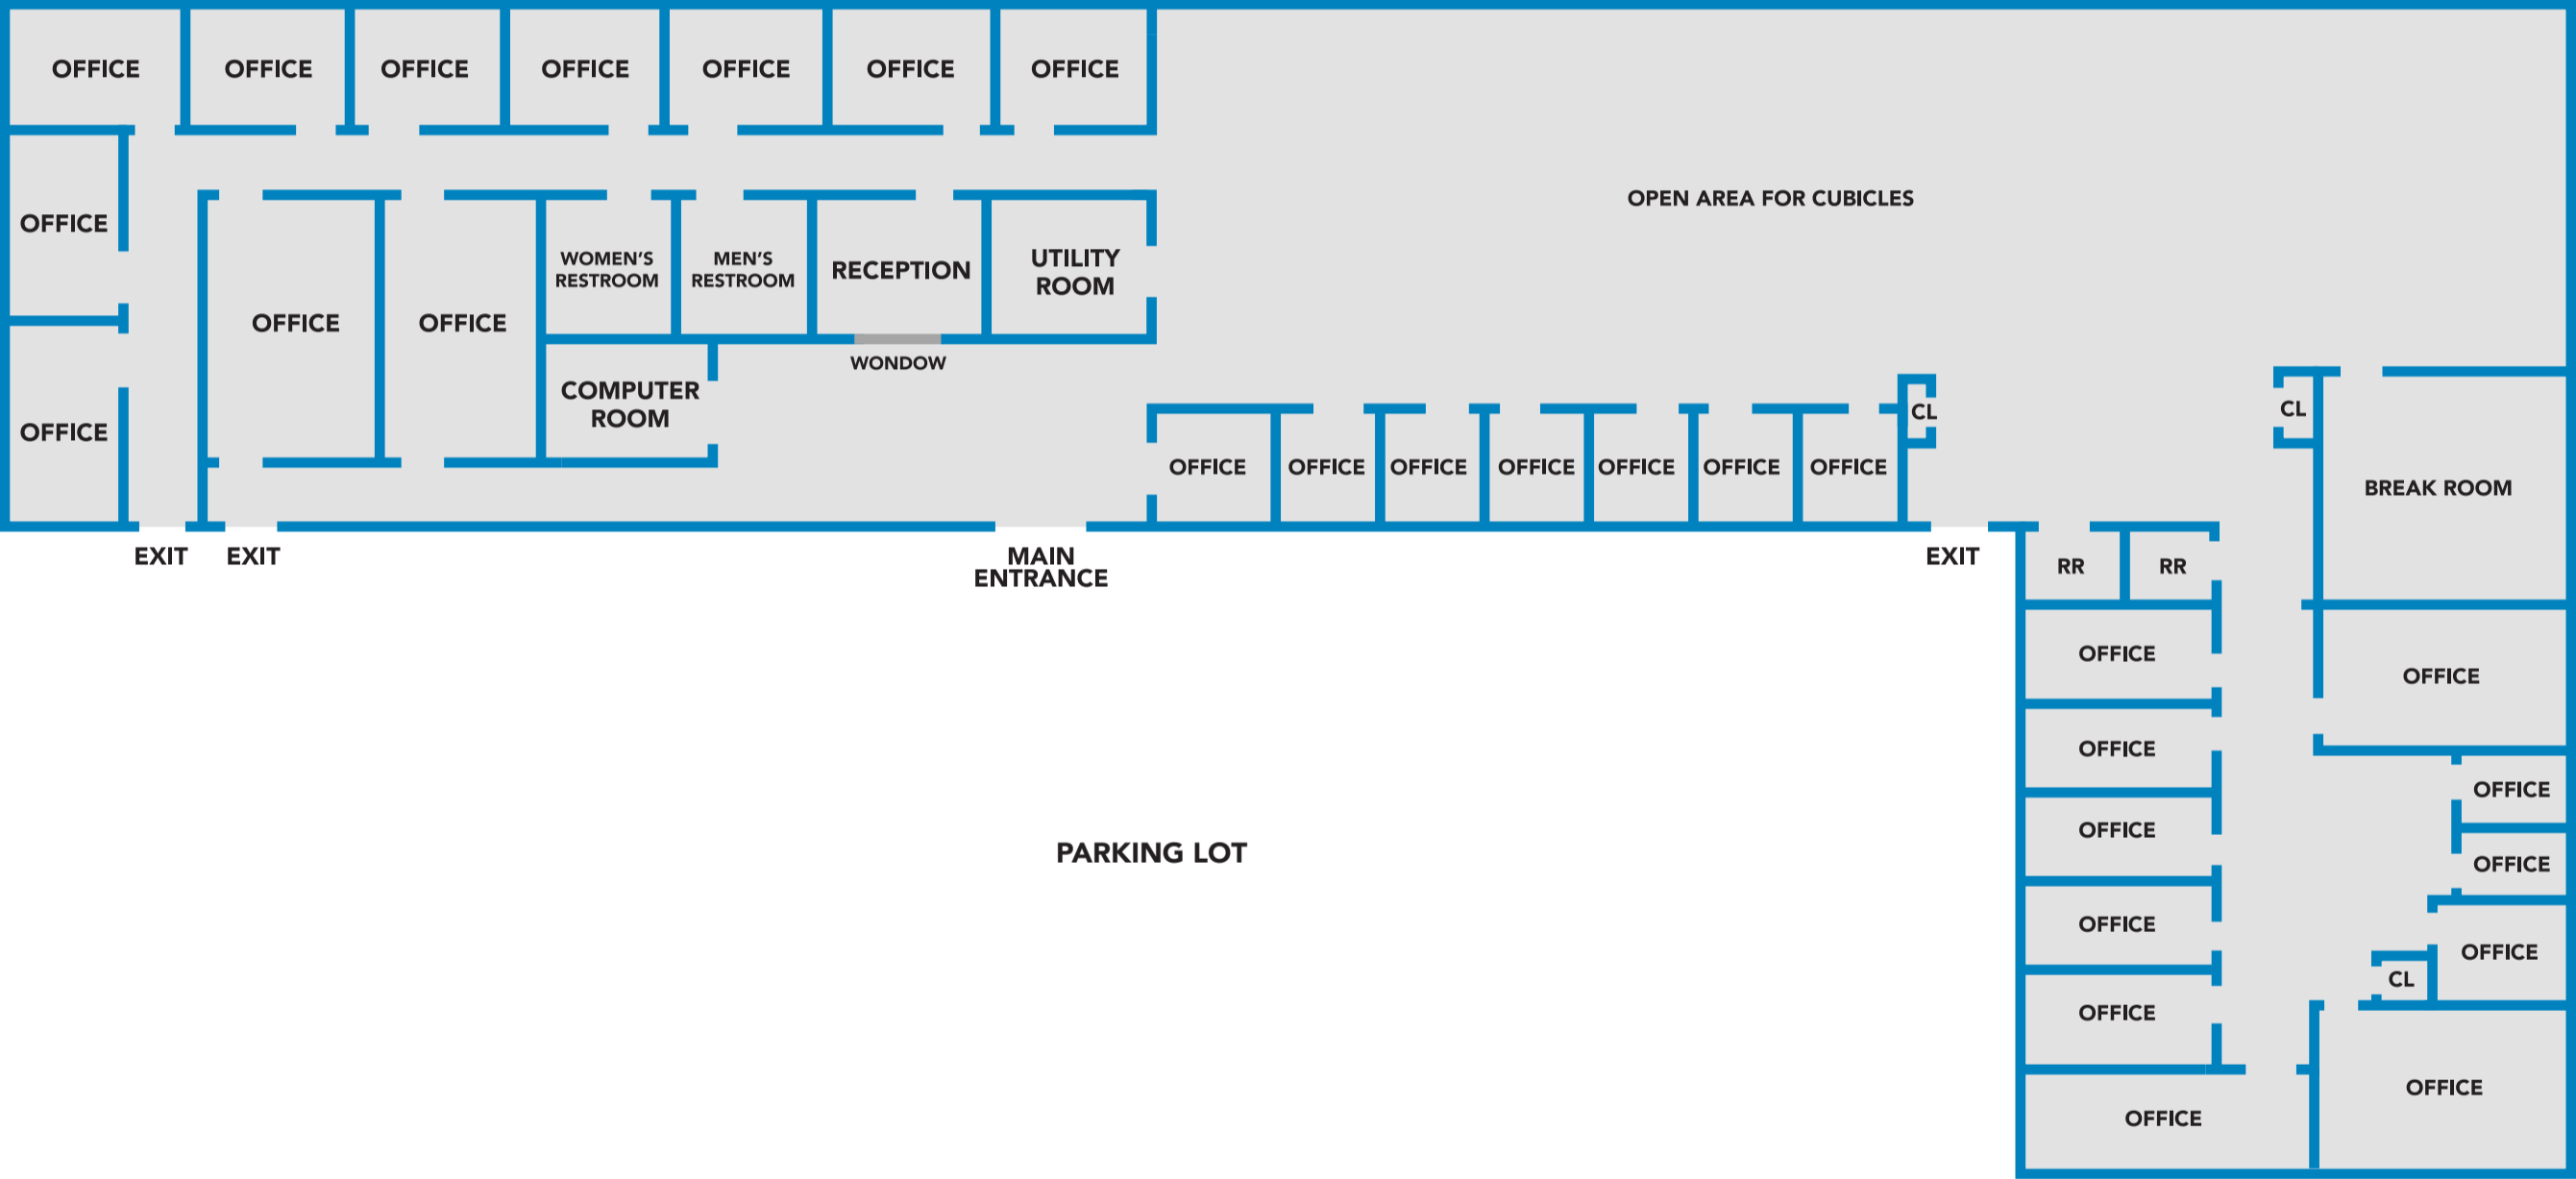 OFFICE OFFICE OFFICE OFFICE OFFICE OFFICE OFFICE
OPEN AREA FOR CUBICLES
OFFICE
WOMEN'S
RESTROOM
MEN'S
RESTROOM
RECEPTION
UTILITY
ROOM
OFFICE OFFICE
WONDOW
COMPUTER
ROOM
OFFICE
CL
CL
OFFICE OFFICE OFFICE OFFICE OFFICE OFFICE OFFICE
BREAK ROOM
EXIT EXIT
MAIN
ENTRANCE
EXIT
RR RR
OFFICE
OFFICE
OFFICE
OFFICE
OFFICE
PARKING LOT
OFFICE
OFFICE
OFFICE
CL
OFFICE
OFFICE
OFFICE
OFFICE